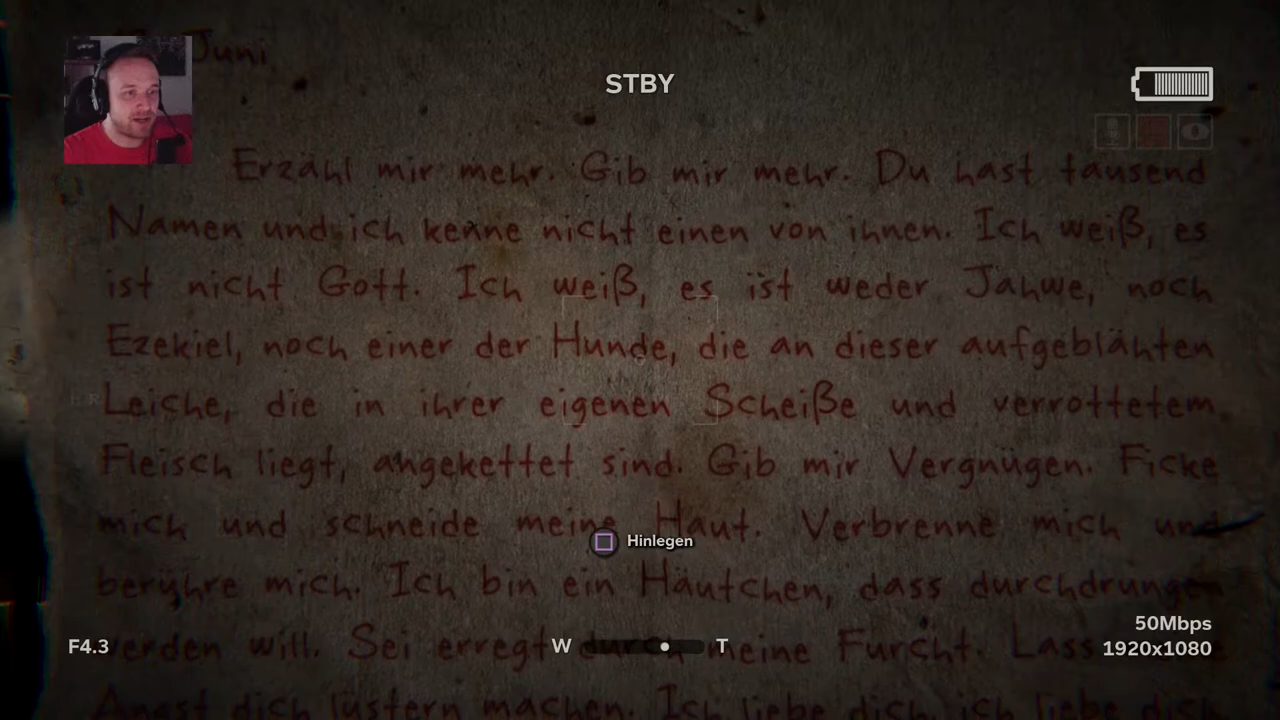 Juni
STBY
Erzähl mir mehr. Gib mir mehr. Du hast tausend
Namen und ich kenne nicht einen von ihnen. Ich weiß, es
ist nicht Gott. Ich weiß, es ist weder Jahwe, noch
Ezekiel, noch einer der Hunde, die an dieser aufgeblähten
Leiche, die in ihrer eigenen Scheiße und verrottetem
Fleisch liegt, angekettet sind. Gib mir Vergnügen. Ficke
mich und schneide meine Haut. Verbrenne mich und
Hinlegen
berühre mich. Ich bin ein Häutchen, dass durchdrungen
50Mbps
F4.3
werden will. Sei erregt durch meine Furcht. Lass
W
T
1920x1080
Angst dich lüstern machen. Ich liebe dich, ich liebe dich